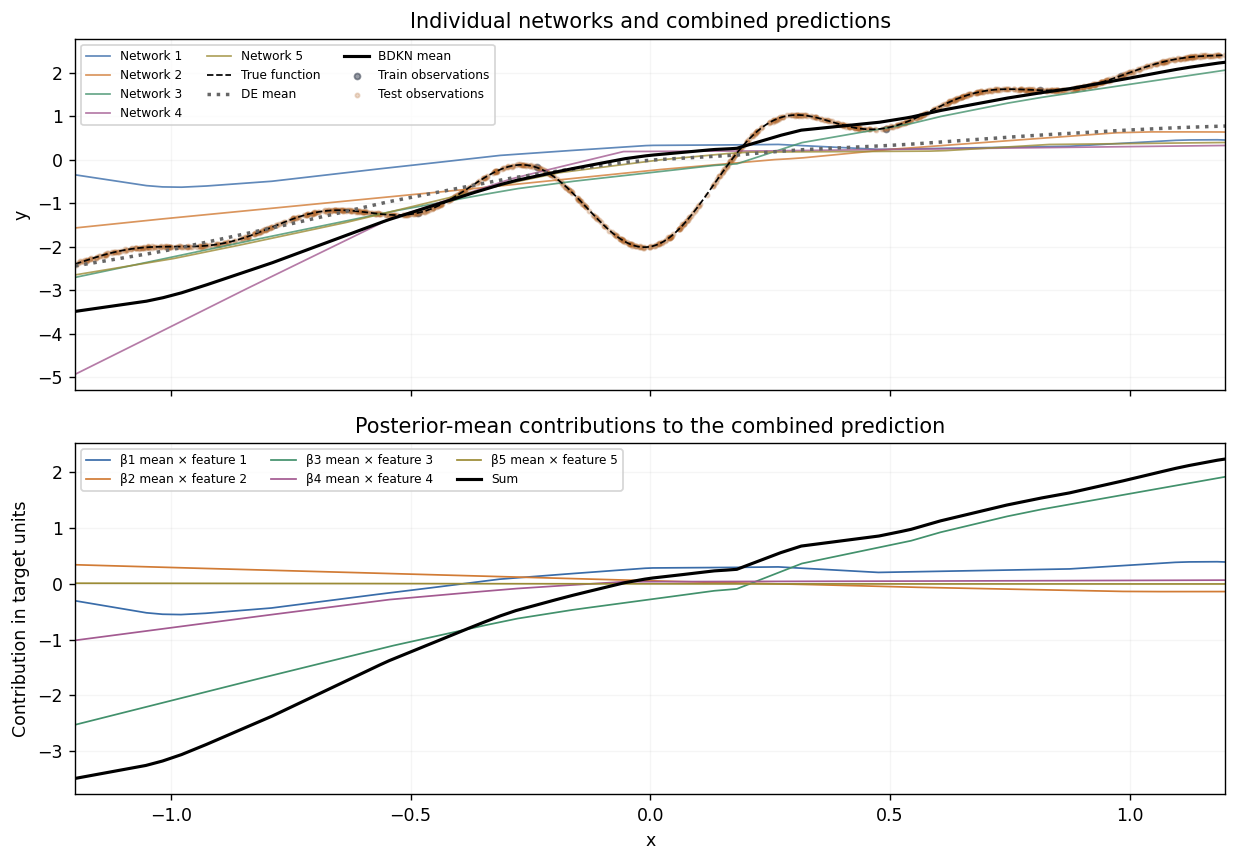 Individual networks and combined predictions
Network 1
Network 2
Network 3
Network 4
Network 5
True function
DE mean
BDKN mean
Train observations
Test observations
2
1
0
−1
−2
−3
−4
−5
y
Posterior-mean contributions to the combined prediction
β1 mean × feature 1
β2 mean × feature 2
β3 mean × feature 3
β4 mean × feature 4
β5 mean × feature 5
Sum
2
1
0
−1
−2
−3
Contribution in target units
−1.0 −0.5 0.0 0.5 1.0
x